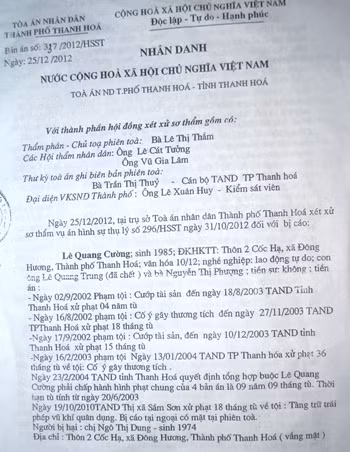 TÒA ÁN NHÂN DÂN
THÀNH PHỐ THANH HOÁ
CỘNG HOÀ XÃ HỘI CHỦ NGHĨA VIỆT NAM
Độc lập - Tự do - Hạnh phúc
Bản án số: 317/2012/HSST
Ngày: 25/12/2012
NHÂN DANH
NƯỚC CỘNG HOÀ XÃ HỘI CHỦ NGHĨA VIỆT NAM
TOÀ ÁN ND T.PHỐ THANH HOÁ - TỈNH THANH HOÁ
Với thành phần hội đồng xét xử sơ thẩm gồm có:
Thẩm phán - Chủ toạ phiên toà: Bà Lê Thị Thắm
Các Hội thẩm nhân dân: Ông Lê Cát Tường
Ông Vũ Gia Lâm
Thư ký toà án ghi biên bản phiên toà:
Bà Trần Thị Thuỷ - Cán bộ TAND TP Thanh hoá
Đại diện VKSND Thành phố: Ông Lê Xuân Huy - Kiểm sát viên
Ngày 25/12/2012, tại trụ sở Toà án nhân dân Thành phố Thanh Hoá xét xử
sơ thẩm vụ án hình sự thụ lý số 296/HSST ngày 31/10/2012 đối với bị cáo:
Lê Quang Cường; sinh 1985; ĐKHKTT: Thôn 2 Cốc Hạ, xã Đông
Hương, Thành phố Thanh Hoá; văn hóa 10/12; nghề nghiệp: lao động tự do; con
ông Lê Quang Trung (đã chết) và bà Nguyễn Thị Phượng; tiền sự: không; tiền
án:
- Ngày 02/9/2002 Phạm tội: Cướp tài sản đến ngày 18/8/2003 TAND Tỉnh
Thanh Hoá xử phạt 04 năm tù
- Ngày 16/8/2002 phạm tội: Cố ý gây thương tích đến ngày 27/11/2003 TAND
TPThanh Hoá xử phạt 18 tháng tù
-Ngày 17/9/2002 phạm tội: Cướp tài sản, đến ngày 10/12/2003 TAND tỉnh
Thanh Hoá xử phạt 15 tháng tù
-Ngày 16/2/2003 phạm tội Ngày 13/01/2004 TAND TP Thanh hóa xử phạt 36
tháng tù về tội: Cố ý gây thương tích.
Ngày 23/2/2004 TAND tỉnh Thanh Hoá quyết định tổng hợp buộc Lê Quang
Cường phải chấp hành hình phạt chung của 4 bản án là 09 năm 09 tháng tù. Thời
hạn tù tính từ ngày 20/6/2003
Ngày 19/10/2010TAND Thị xã Sầm Sơn xử phạt 18 tháng tù về tội: Tàng trữ trái
phép vũ khí quân dụng. Bị cáo tại ngoại có mặt tại phiên toà.
Người bị hại: chị Ngô Thị Dung - sinh 1974
Địa chỉ: Thôn 2 Cốc Hạ, xã Đông Hương, Thành phố Thanh Hoá (vắng mặt)